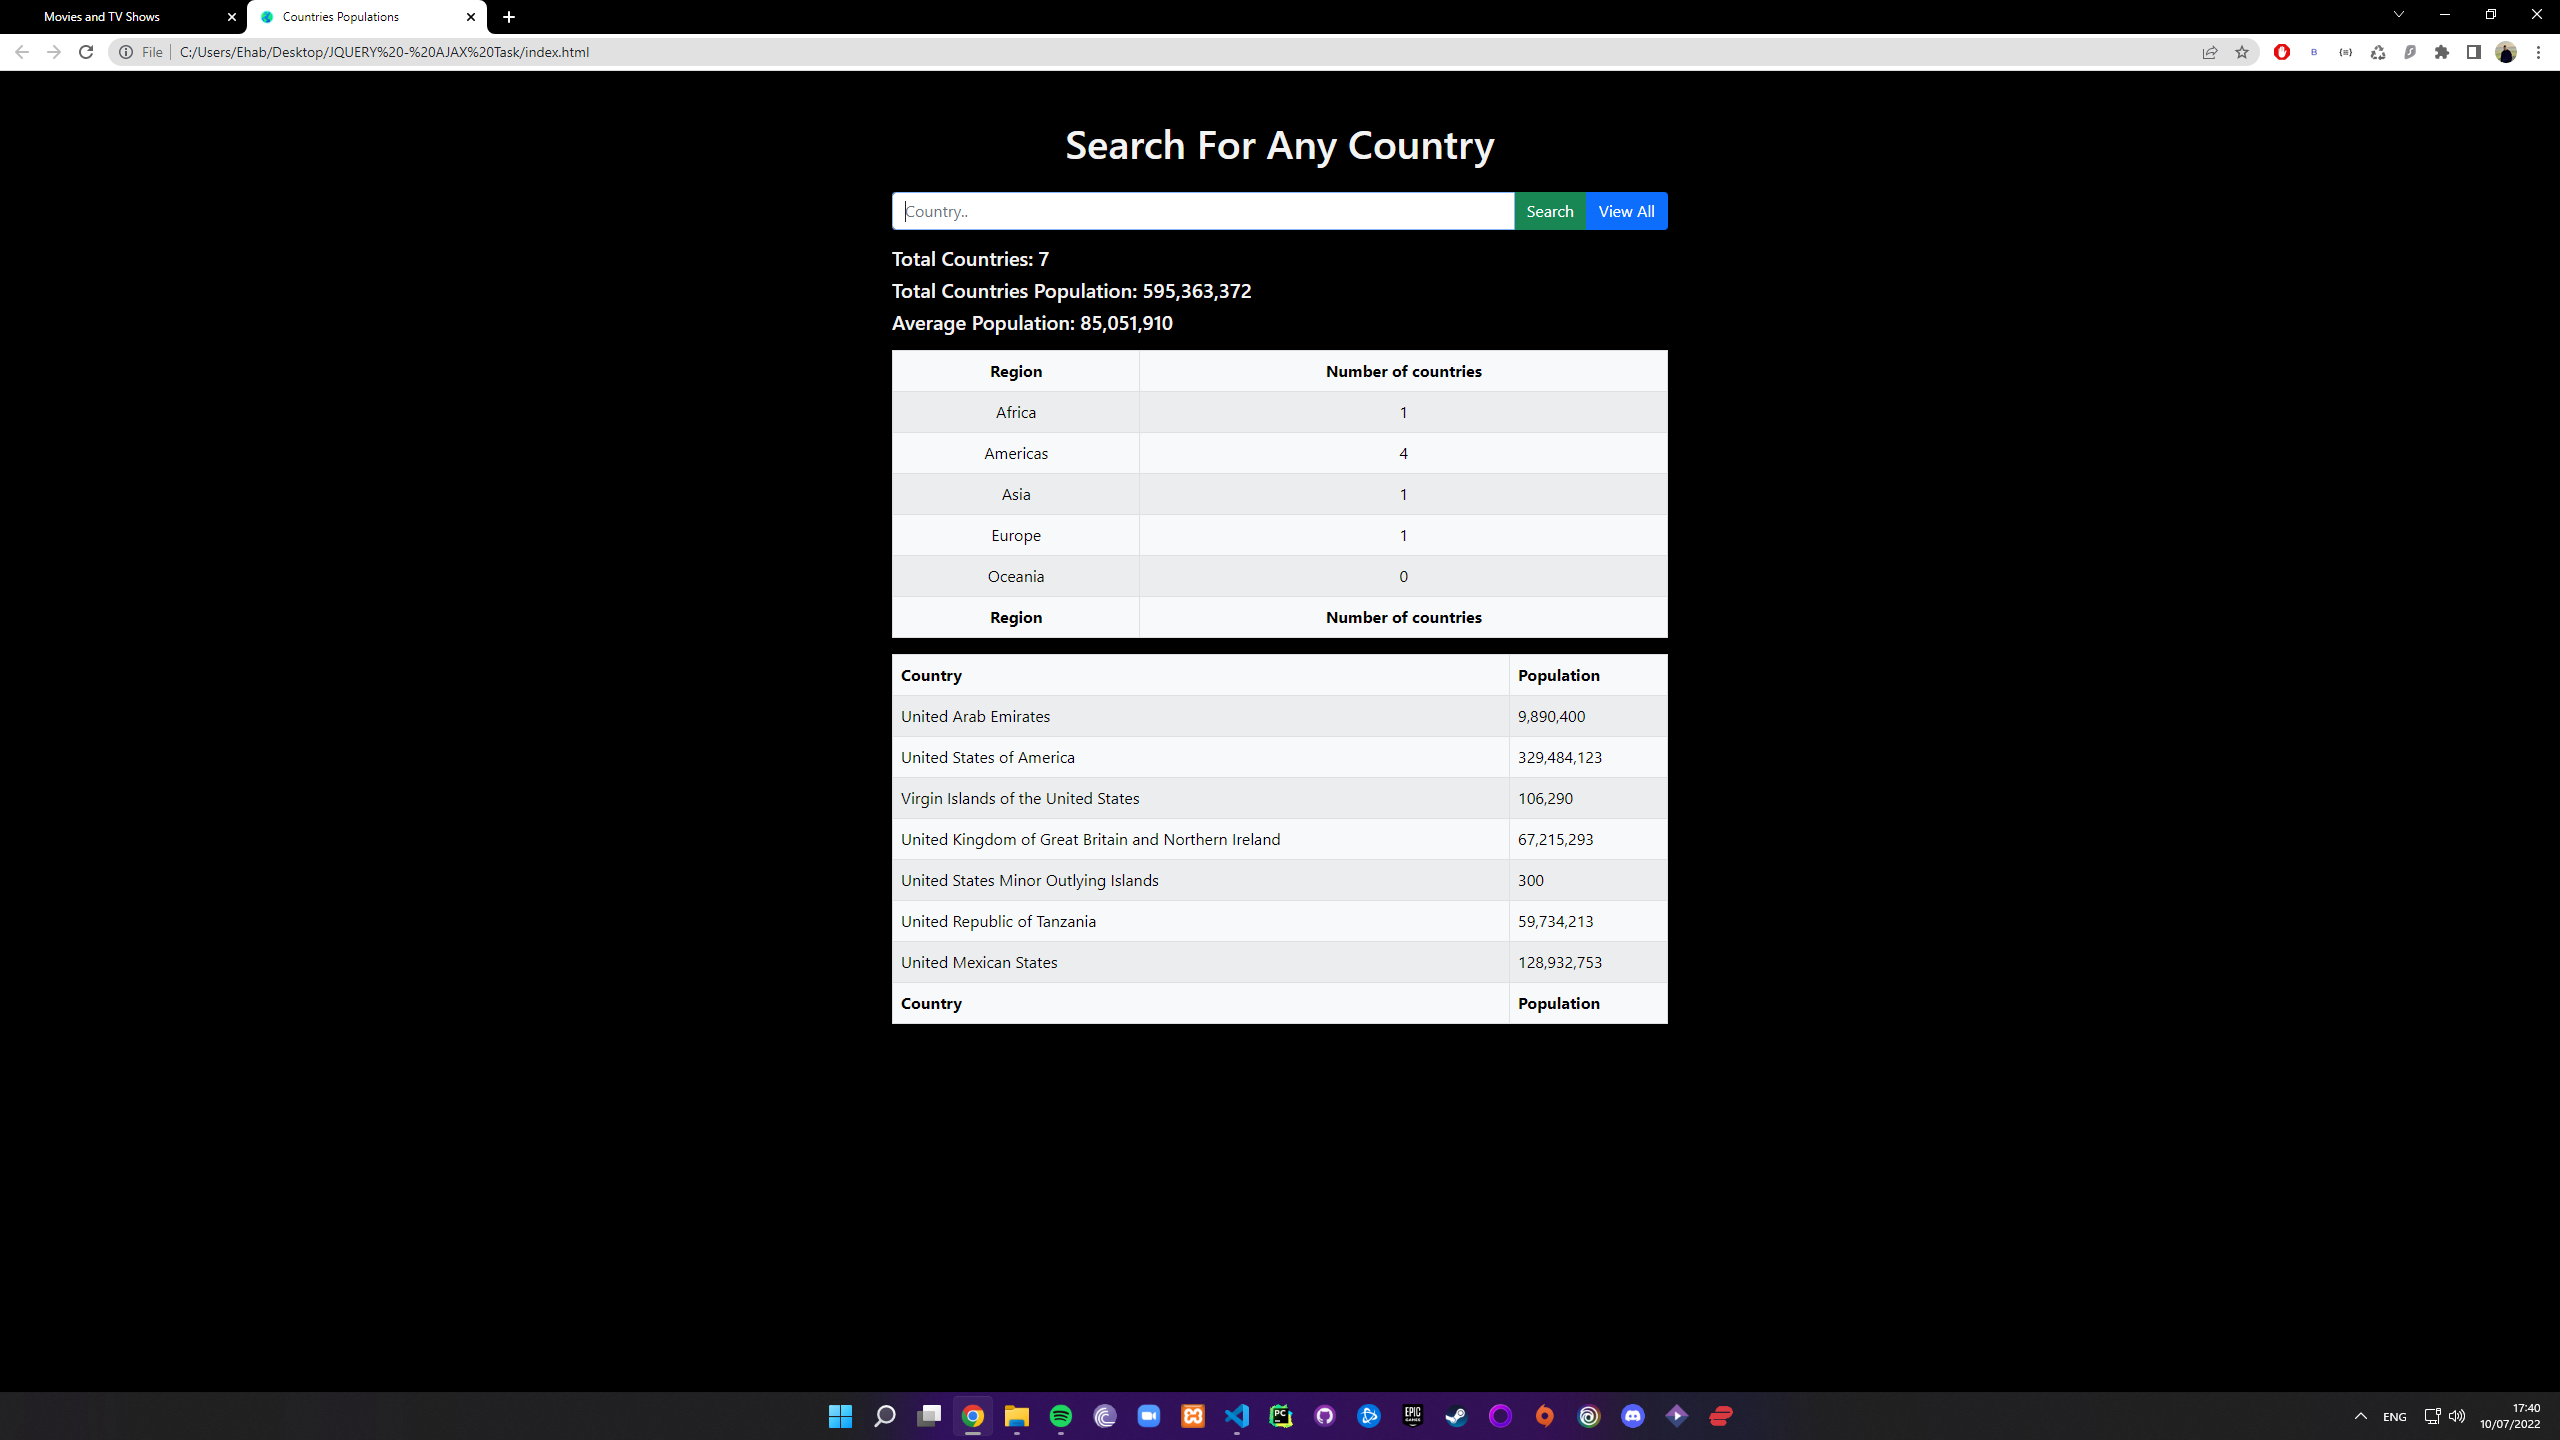 Movies and TV Shows
Countries Populations
File C:/Users/Ehab/Desktop/JQUERY%20-%20AJAX%20Task/index.html
B
Search For Any Country
Country.. Search View All
Total Countries: 7
Total Countries Population: 595,363,372
Average Population: 85,051,910
Region Number of countries
Africa 1
Americas 4
Asia 1
Europe 1
Oceania 0
Region Number of countries
Country Population
United Arab Emirates 9,890,400
United States of America 329,484,123
Virgin Islands of the United States 106,290
United Kingdom of Great Britain and Northern Ireland 67,215,293
United States Minor Outlying Islands 300
United Republic of Tanzania 59,734,213
United Mexican States 128,932,753
Country Population
PC
EPIC GAMES
ENG
17:40
10/07/2022